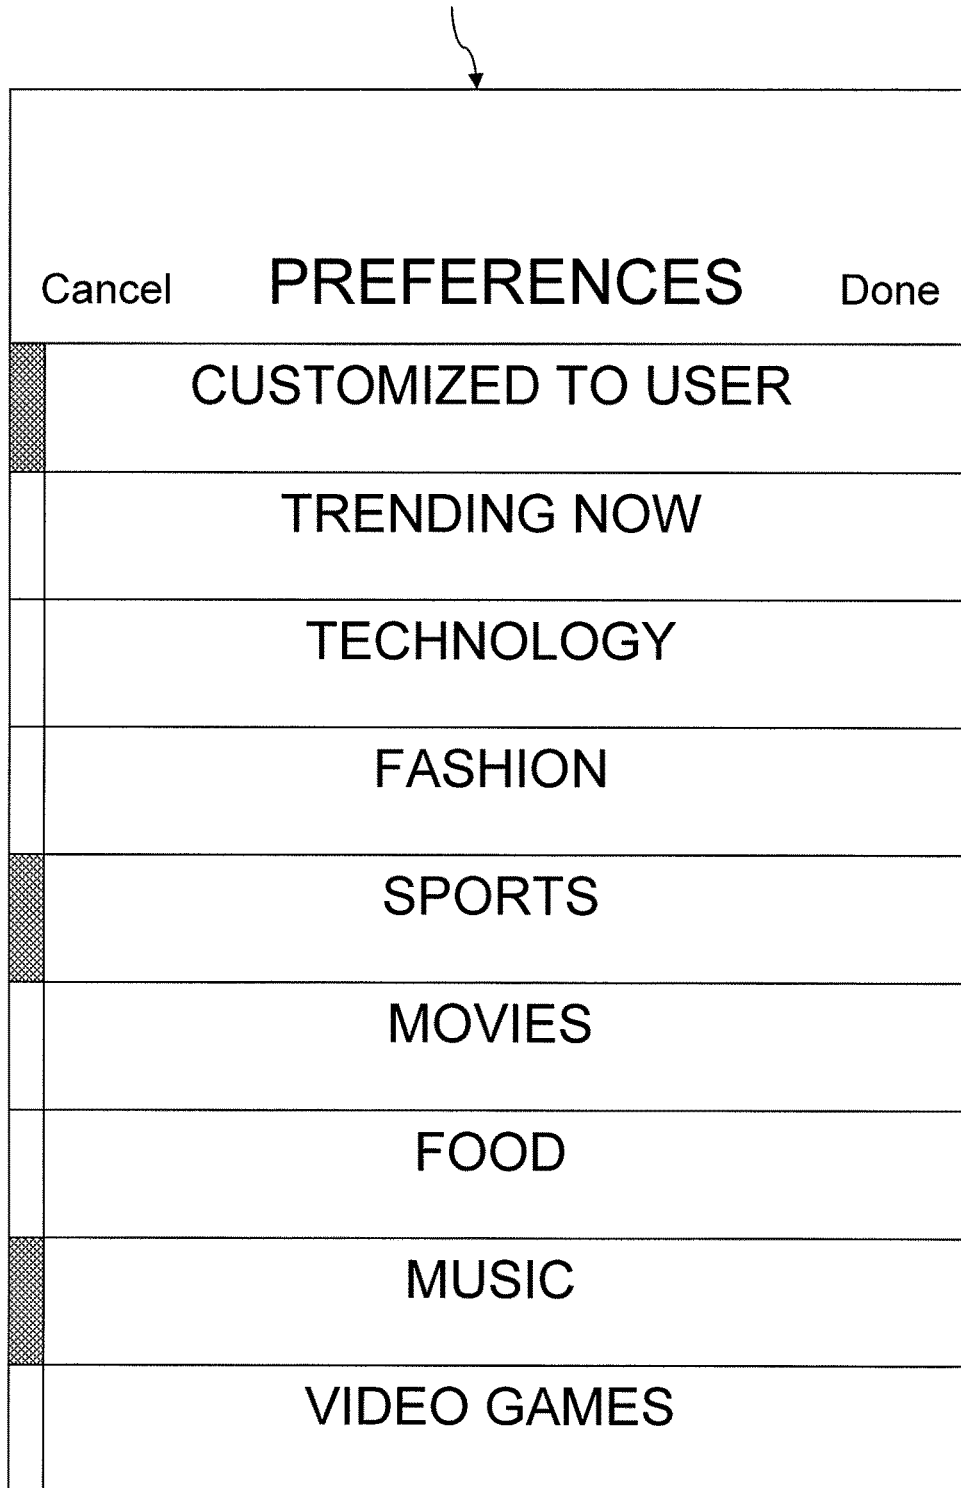 Cancel PREFERENCES Done
CUSTOMIZED TO USER
TRENDING NOW
TECHNOLOGY
FASHION
SPORTS
MOVIES
FOOD
MUSIC
VIDEO GAMES